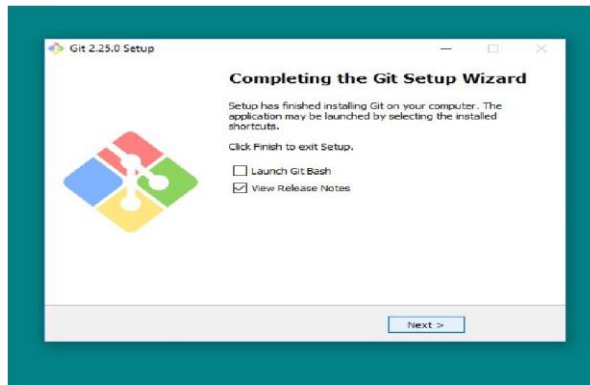 Git 2.25.0 Setup
Completing the Git Setup Wizard
Setup has finished installing Git on your computer. The
application may be launched by selecting the installed
shortcuts.
Click Finish to exit Setup.
Launch Git Bash
View Release Notes
Next >